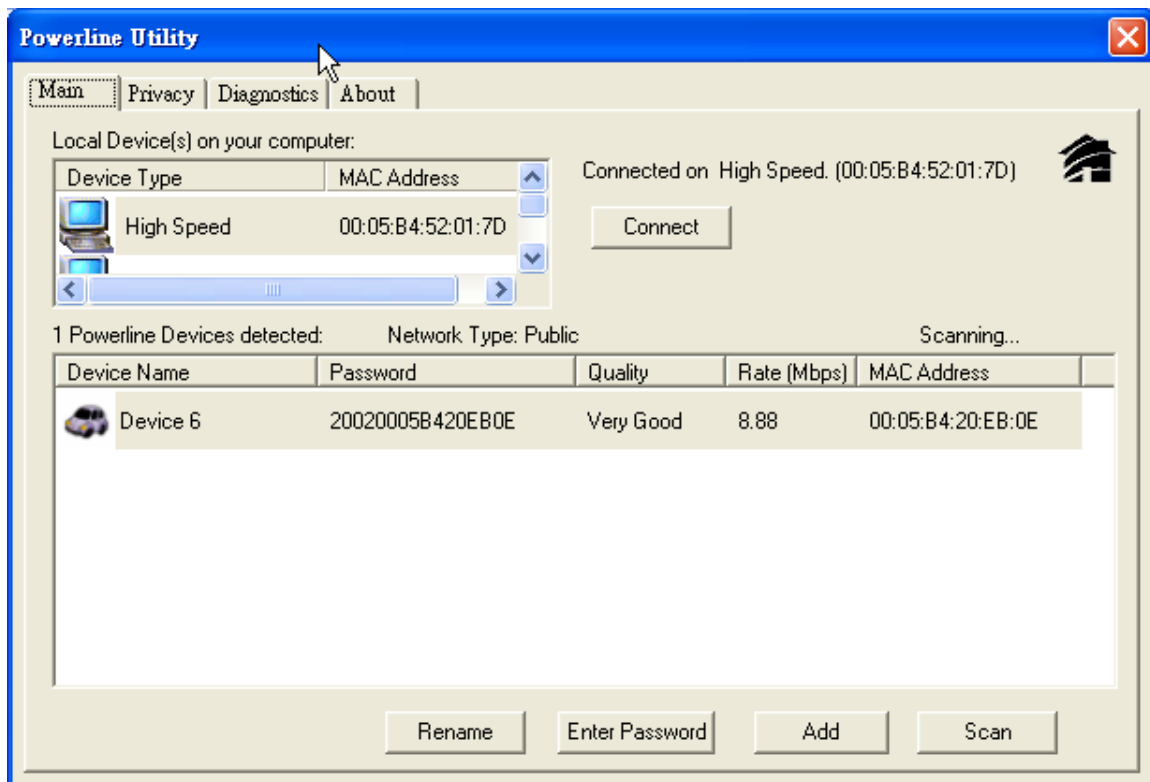 Powerline Utility
Main Privacy Diagnostics About
Local Device(s) on your computer:
Device Type MAC Address
High Speed 00:05:B4:52:01:7D
Connected on High Speed. (00:05:B4:52:01:7D)
Connect
1 Powerline Devices detected: Network Type: Public Scanning...
Device Name Password Quality Rate (Mbps) MAC Address
Device 6 20020005B420EB0E Very Good 8.88 00:05:B4:20:EB:0E
Rename Enter Password Add Scan